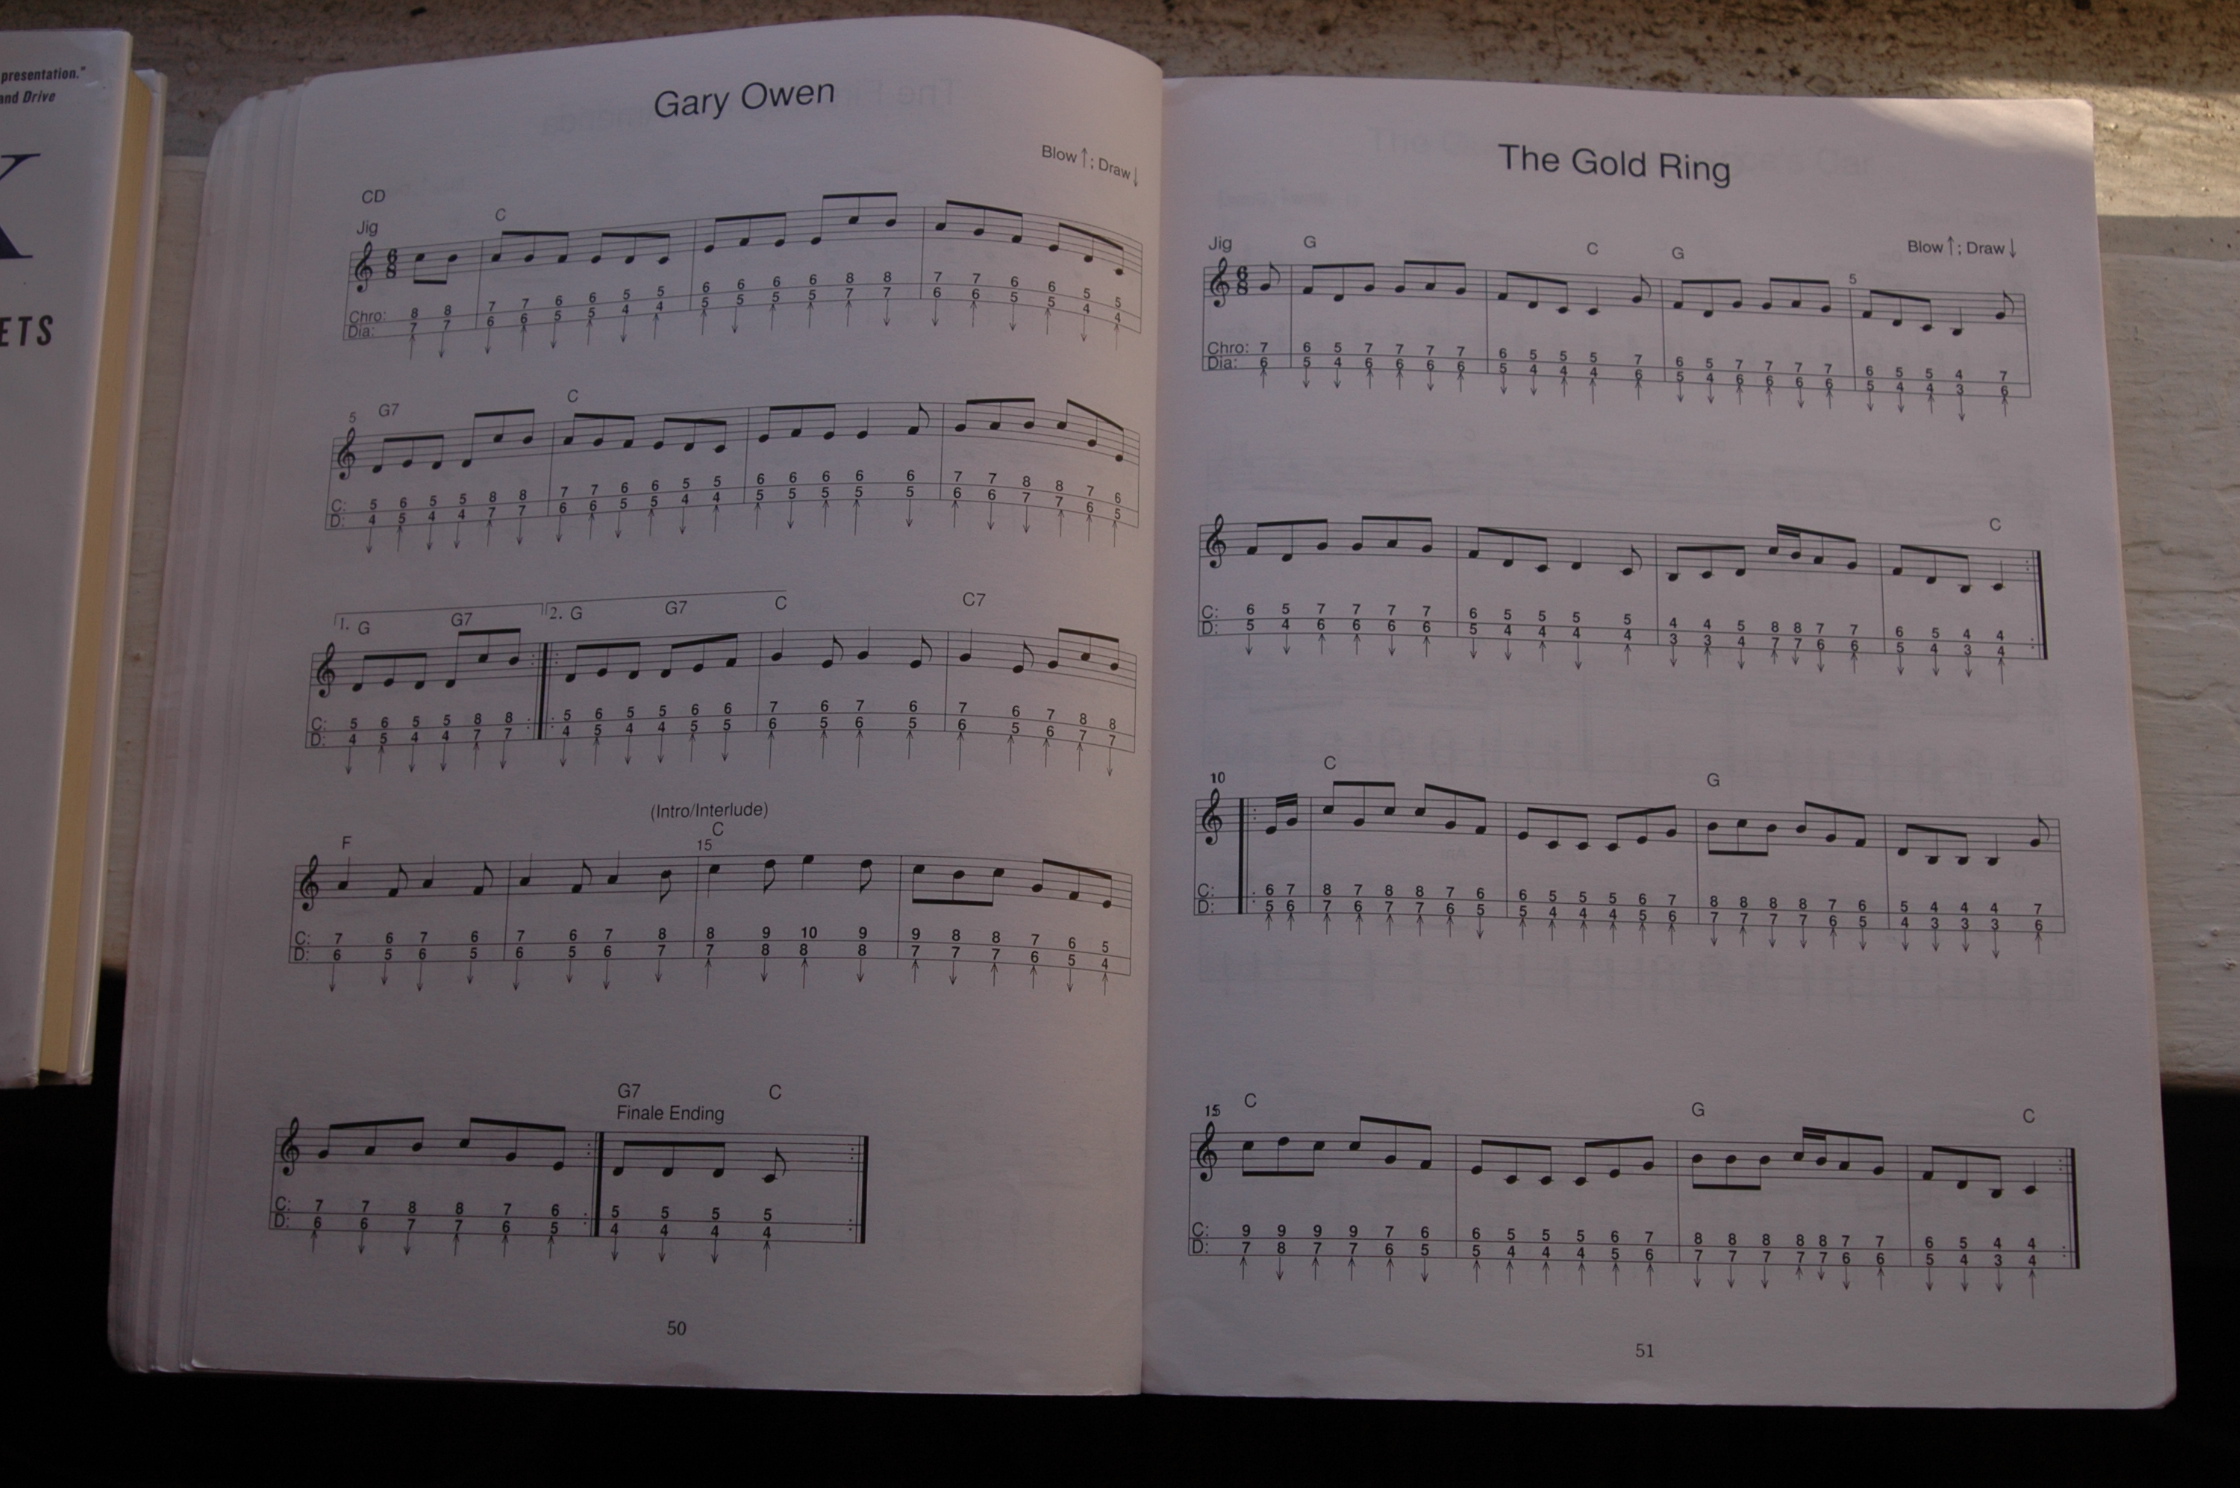 presentation."
and Drive
X
ETS
Gary Owen
Blow ↑; Draw ↓
CD
Jig
C
Chro: 8 8 7 7 6 6 5 5 6 6 6 6 8 8 7 7 6 6 5 5
Dia: 7 7 6 6 5 5 4 4 5 5 5 5 7 7 6 6 5 5 4 4
5 G7 C
C: 5 6 5 5 8 8 7 7 6 6 5 5 6 6 6 6 6 7 7 8 8 7 6
D: 4 5 4 4 7 7 6 6 5 5 4 4 5 5 5 5 5 6 6 7 7 6 5
1. G G7 2. G G7 C C7
C: 5 6 5 5 8 8 5 6 5 5 6 6 7 6 7 6 7 6 7 8 8
D: 4 5 4 4 7 7 4 5 4 4 5 5 6 5 6 5 6 5 6 7 7
(Intro/Interlude)
F C
15
C: 7 6 7 6 7 6 7 8 8 9 10 9 9 8 8 7 6 5
D: 6 5 6 5 6 5 6 7 7 8 8 8 7 7 7 6 5 4
G7 C
Finale Ending
C: 7 7 8 8 7 6 5 5 5 5
D: 6 6 7 7 6 5 4 4 4 4
50
The Gold Ring
Blow ↑; Draw ↓
Jig G C G
5
Chro: 7 6 5 7 7 7 7 6 5 5 5 7 6 5 7 7 7 7 6 5 5 4 7
Dia: 6 5 4 6 6 6 6 5 4 4 4 6 5 4 6 6 6 6 5 4 4 3 6
C
C: 6 5 7 7 7 7 6 5 5 5 5 4 4 5 8 8 7 7 6 5 4 4
D: 5 4 6 6 6 6 5 4 4 4 4 3 3 4 7 7 6 6 5 4 3 4
10 C G
C: 6 7 8 7 8 8 7 6 6 5 5 5 6 7 8 8 8 8 7 6 5 4 4 4 7
D: 5 6 7 6 7 7 6 5 5 4 4 4 5 6 7 7 7 7 6 5 4 3 3 3 6
15 C G C
C: 9 9 9 9 7 6 6 5 5 5 6 7 8 8 8 8 8 7 7 6 5 4 4
D: 7 8 7 7 6 5 5 4 4 4 5 6 7 7 7 7 7 6 6 5 4 3 4
51